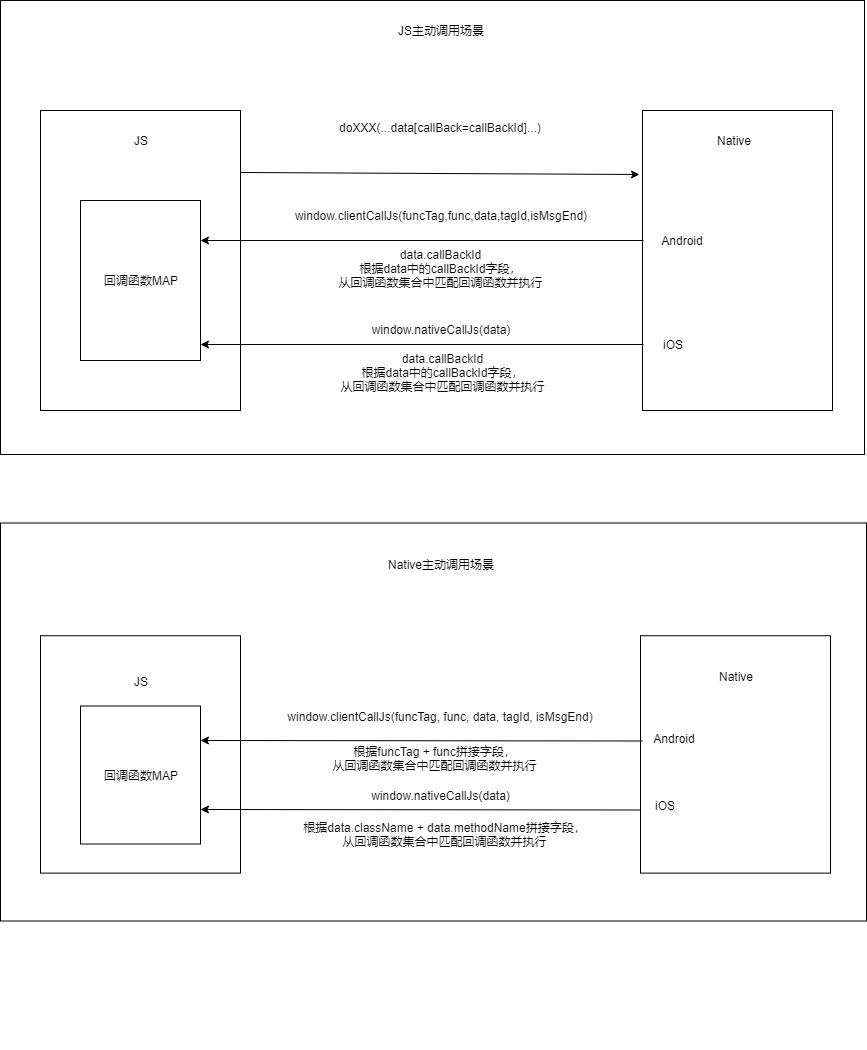 JS主动调用场景
JS
doXXX(...data[callBack=callBackId]...)
Native
window.clientCallJs(funcTag,func,data,tagId,isMsgEnd)
Android
data.callBackId
根据data中的callBackId字段，
从回调函数集合中匹配回调函数并执行
回调函数MAP
window.nativeCallJs(data)
iOS
data.callBackId
根据data中的callBackId字段，
从回调函数集合中匹配回调函数并执行
Native主动调用场景
JS
Native
window.clientCallJs(funcTag, func, data, tagId, isMsgEnd)
Android
根据funcTag + func拼接字段，
从回调函数集合中匹配回调函数并执行
回调函数MAP
window.nativeCallJs(data)
iOS
根据data.className + data.methodName拼接字段，
从回调函数集合中匹配回调函数并执行